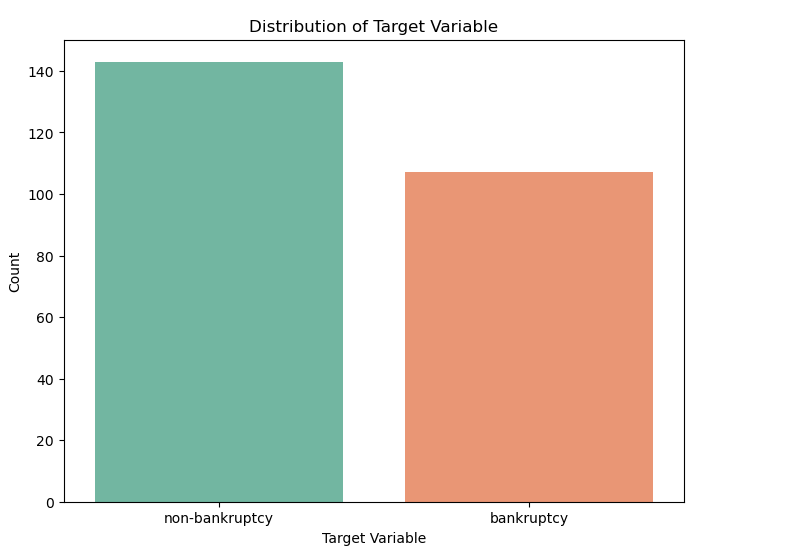 Distribution of Target Variable
140
120
100
80
60
40
20
0
Count
non-bankruptcy bankruptcy
Target Variable